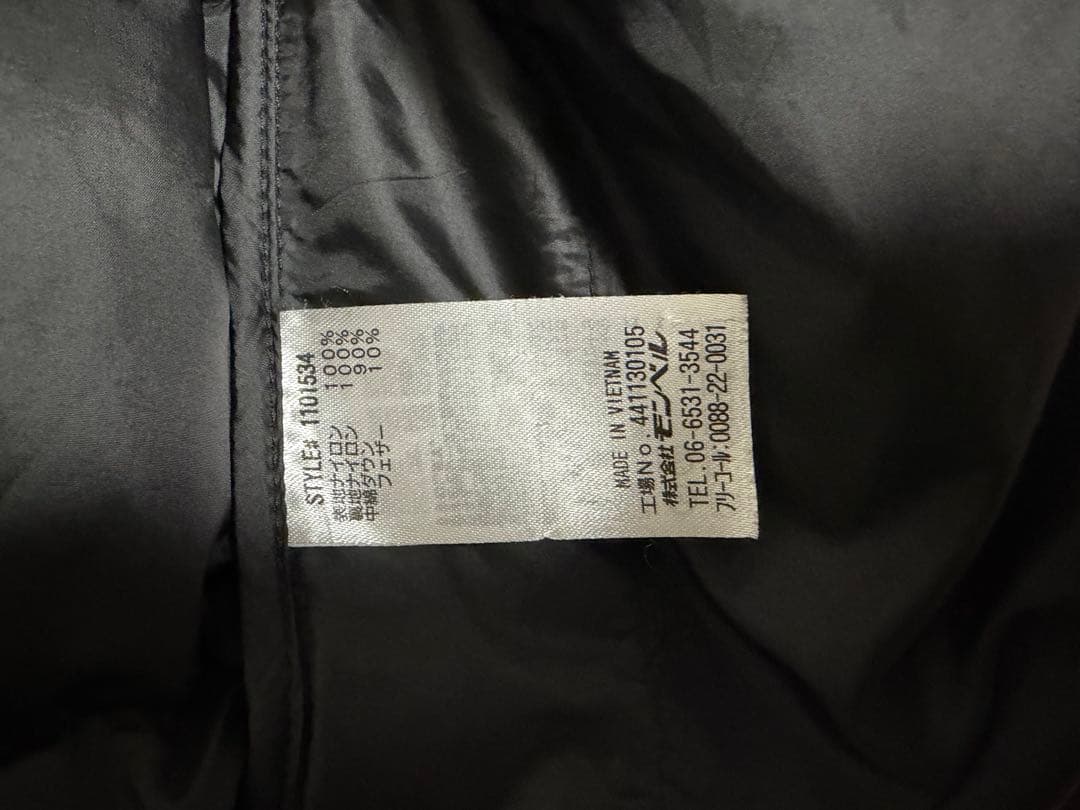 STYLE# 1101534
表地ナイロン 100%
裏地ナイロン 100%
中綿ダウン 90%
フェザー 10%
MADE IN VIETNAM
工場No. 441130105
株式会社モンベル
TEL.06-6531-3544
フリーコール:0088-22-0031